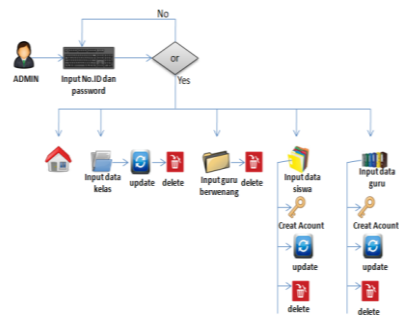 No
or
ADMIN
Input No.ID dan
password
Yes
Input data
kelas
update
delete
Input guru
berwenang
delete
Input data
siswa
Input data
guru
Creat Acount
Creat Acount
update
update
delete
delete